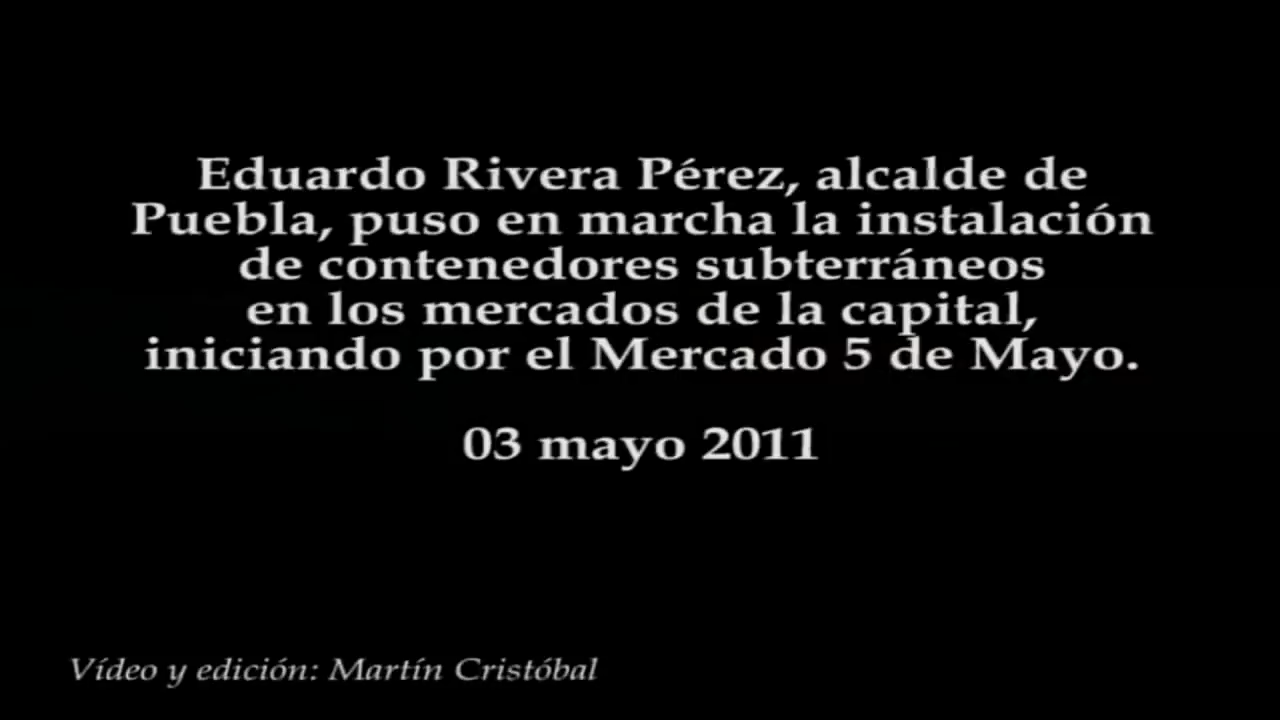 Eduardo Rivera Pérez, alcalde de
Puebla, puso en marcha la instalación
de contenedores subterráneos
en los mercados de la capital,
iniciando por el Mercado 5 de Mayo.
03 mayo 2011
Vídeo y edición: Martín Cristóbal